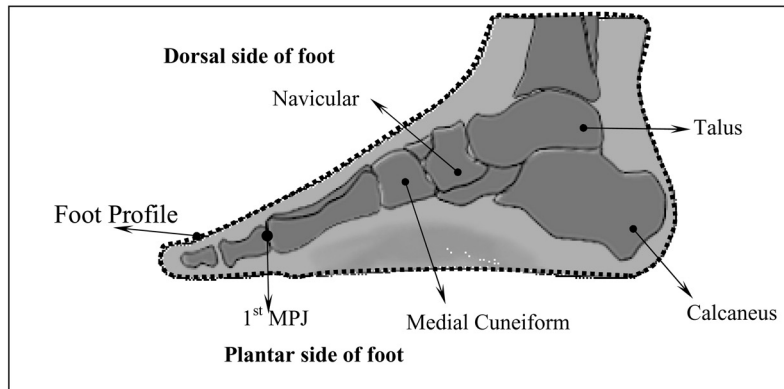 Dorsal side of foot
Navicular
Talus
Foot Profile
1st MPJ
Medial Cuneiform
Calcaneus
Plantar side of foot